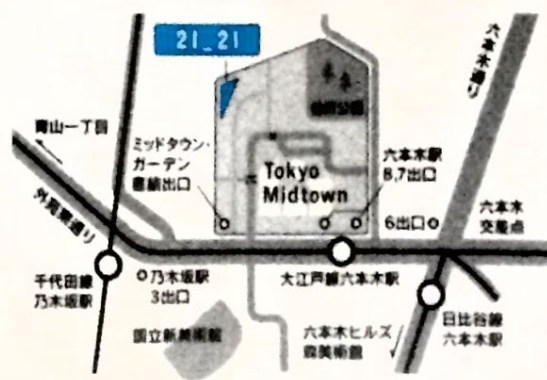 21_21
六本木通り
青山一丁目
ミッドタウン・
ガーデン
Tokyo
Midtown
六本木駅
8,7出口
外苑東通り
6出口
六本木
交差点
千代田線
乃木坂駅
乃木坂駅
3出口
大江戸線六本木駅
国立新美術館
六本木ヒルズ
森美術館
日比谷線
六本木駅